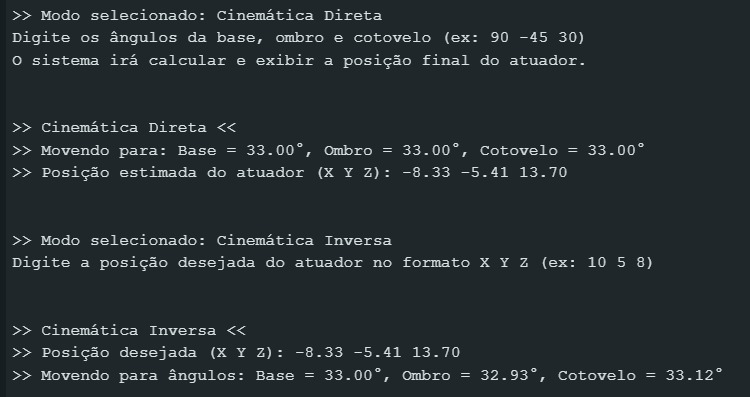 >> Modo selecionado: Cinemática Direta
Digite os ângulos da base, ombro e cotovelo (ex: 90 -45 30)
O sistema irá calcular e exibir a posição final do atuador.
>> Cinemática Direta <<
>> Movendo para: Base = 33.00°, Ombro = 33.00°, Cotovelo = 33.00°
>> Posição estimada do atuador (X Y Z): -8.33 -5.41 13.70
>> Modo selecionado: Cinemática Inversa
Digite a posição desejada do atuador no formato X Y Z (ex: 10 5 8)
>> Cinemática Inversa <<
>> Posição desejada (X Y Z): -8.33 -5.41 13.70
>> Movendo para ângulos: Base = 33.00°, Ombro = 32.93°, Cotovelo = 33.12°